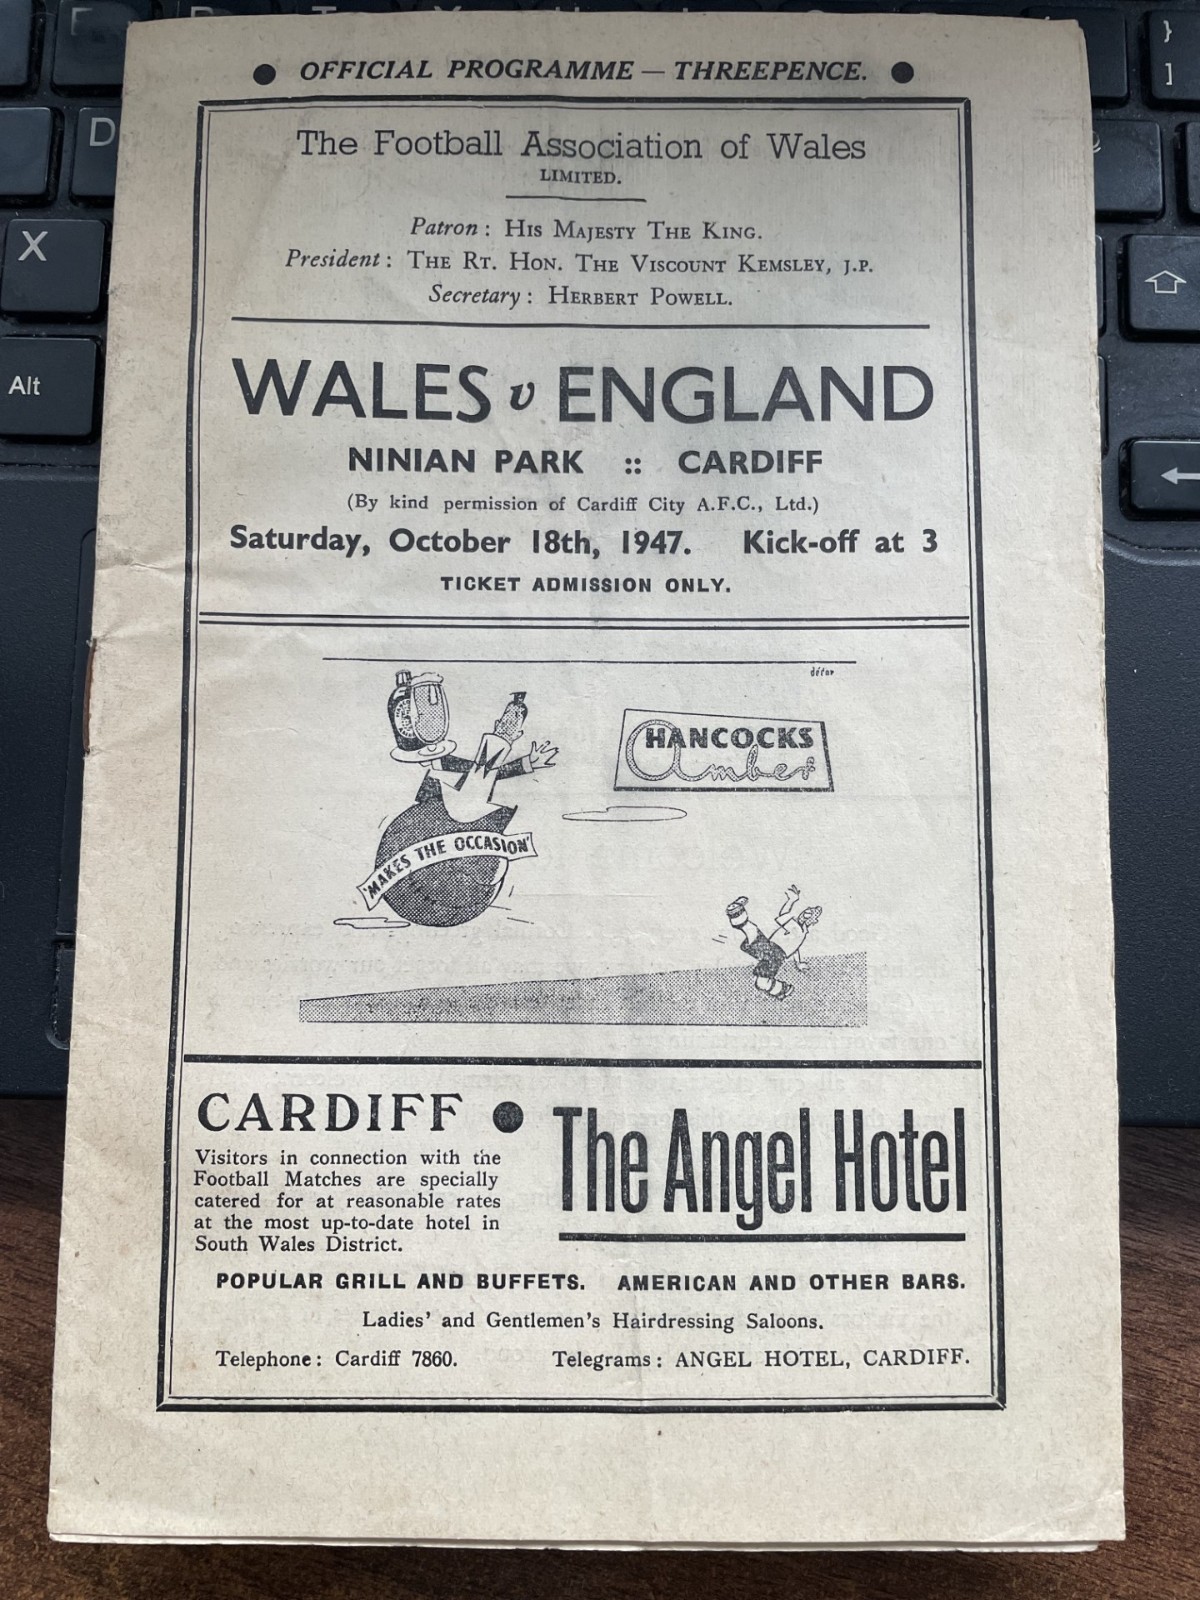 ● OFFICIAL PROGRAMME — THREEPENCE. ●
The Football Association of Wales
LIMITED.
Patron: HIS MAJESTY THE KING.
President: THE RT. HON. THE VISCOUNT KEMSLEY, J.P.
Secretary: HERBERT POWELL.
WALES v ENGLAND
NINIAN PARK :: CARDIFF
(By kind permission of Cardiff City A.F.C., Ltd.)
Saturday, October 18th, 1947. Kick-off at 3
TICKET ADMISSION ONLY.
HANCOCKS
Amber
'MAKES THE OCCASION'
CARDIFF ●
The Angel Hotel
Visitors in connection with the
Football Matches are specially
catered for at reasonable rates
at the most up-to-date hotel in
South Wales District.
POPULAR GRILL AND BUFFETS. AMERICAN AND OTHER BARS.
Ladies' and Gentlemen's Hairdressing Saloons.
Telephone: Cardiff 7860. Telegrams: ANGEL HOTEL, CARDIFF.
D
X
Alt
}
]